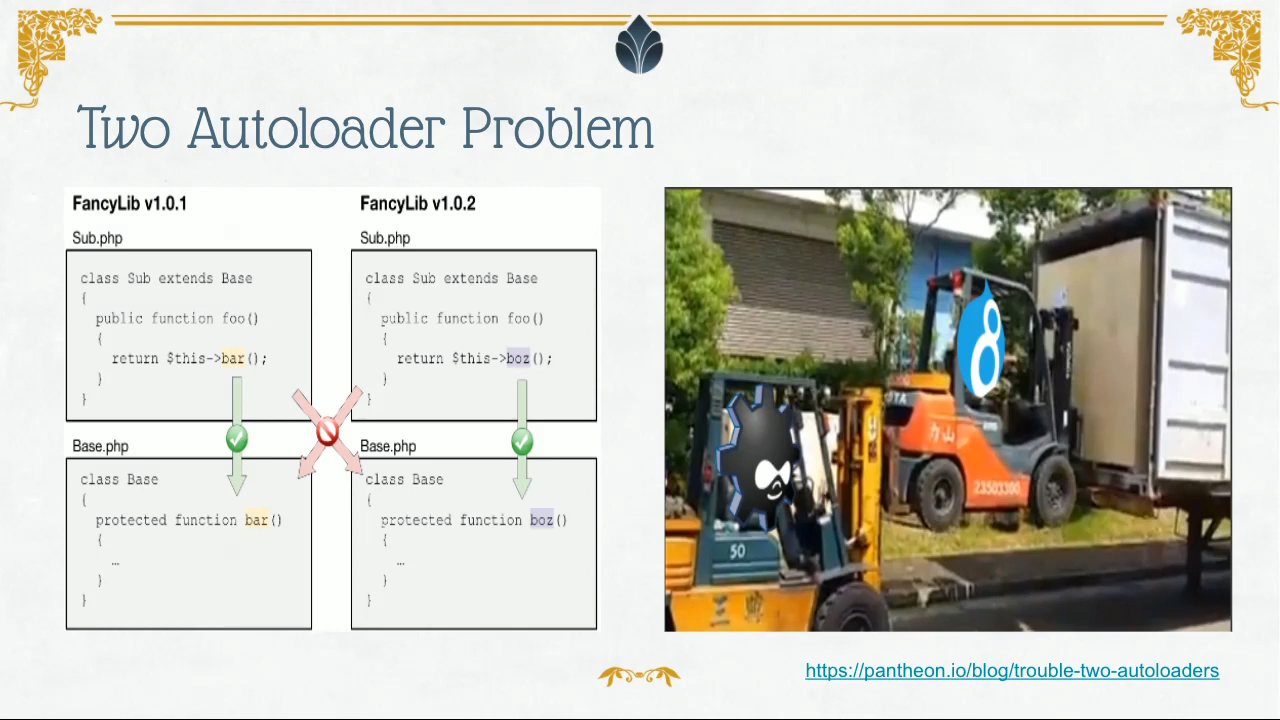 Two Autoloader Problem
FancyLib v1.0.1
Sub.php
class Sub extends Base
{
public function foo()
{
return $this->bar();
}
}
Base.php
class Base
{
protected function bar()
{
…
}
}
FancyLib v1.0.2
Sub.php
class Sub extends Base
{
public function foo()
{
return $this->boz();
}
}
Base.php
class Base
{
protected function boz()
{
…
}
}
8
23503300
50
https://pantheon.io/blog/trouble-two-autoloaders